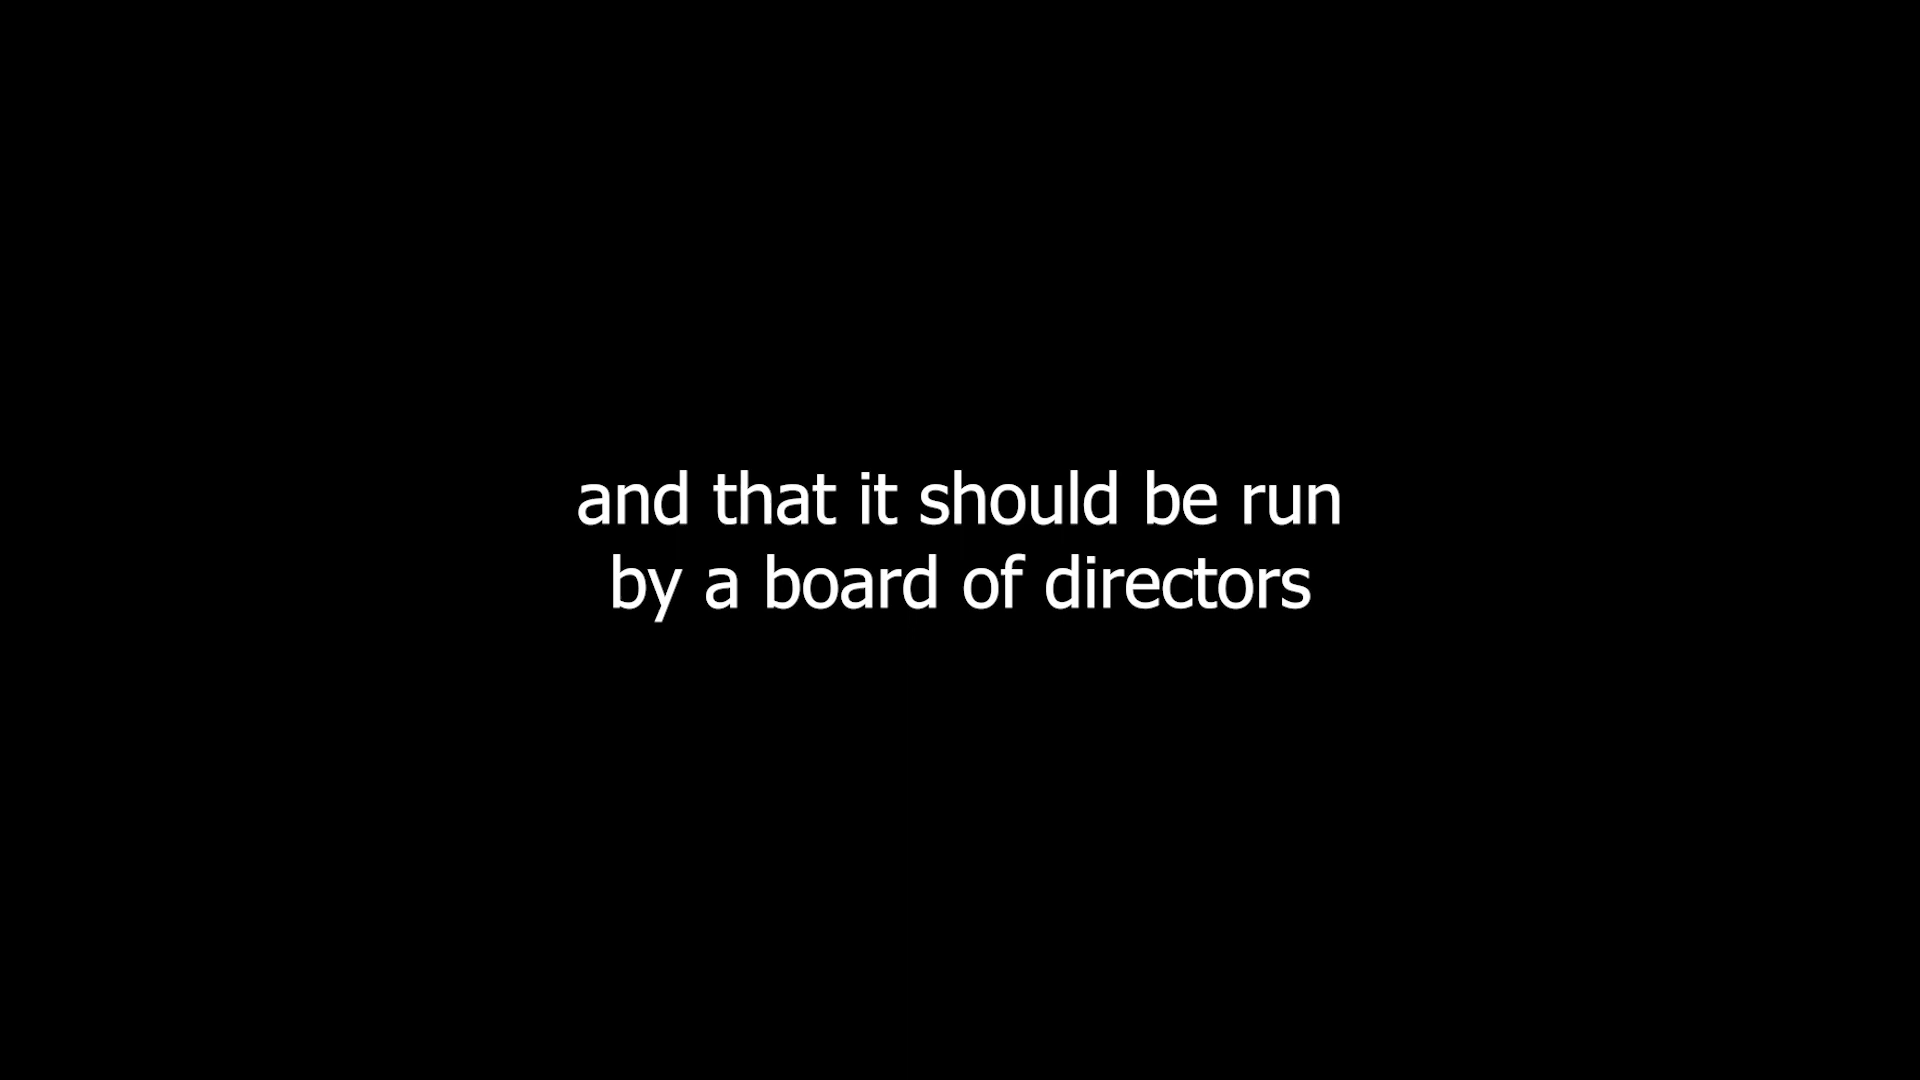 and that it should be run
by a board of directors